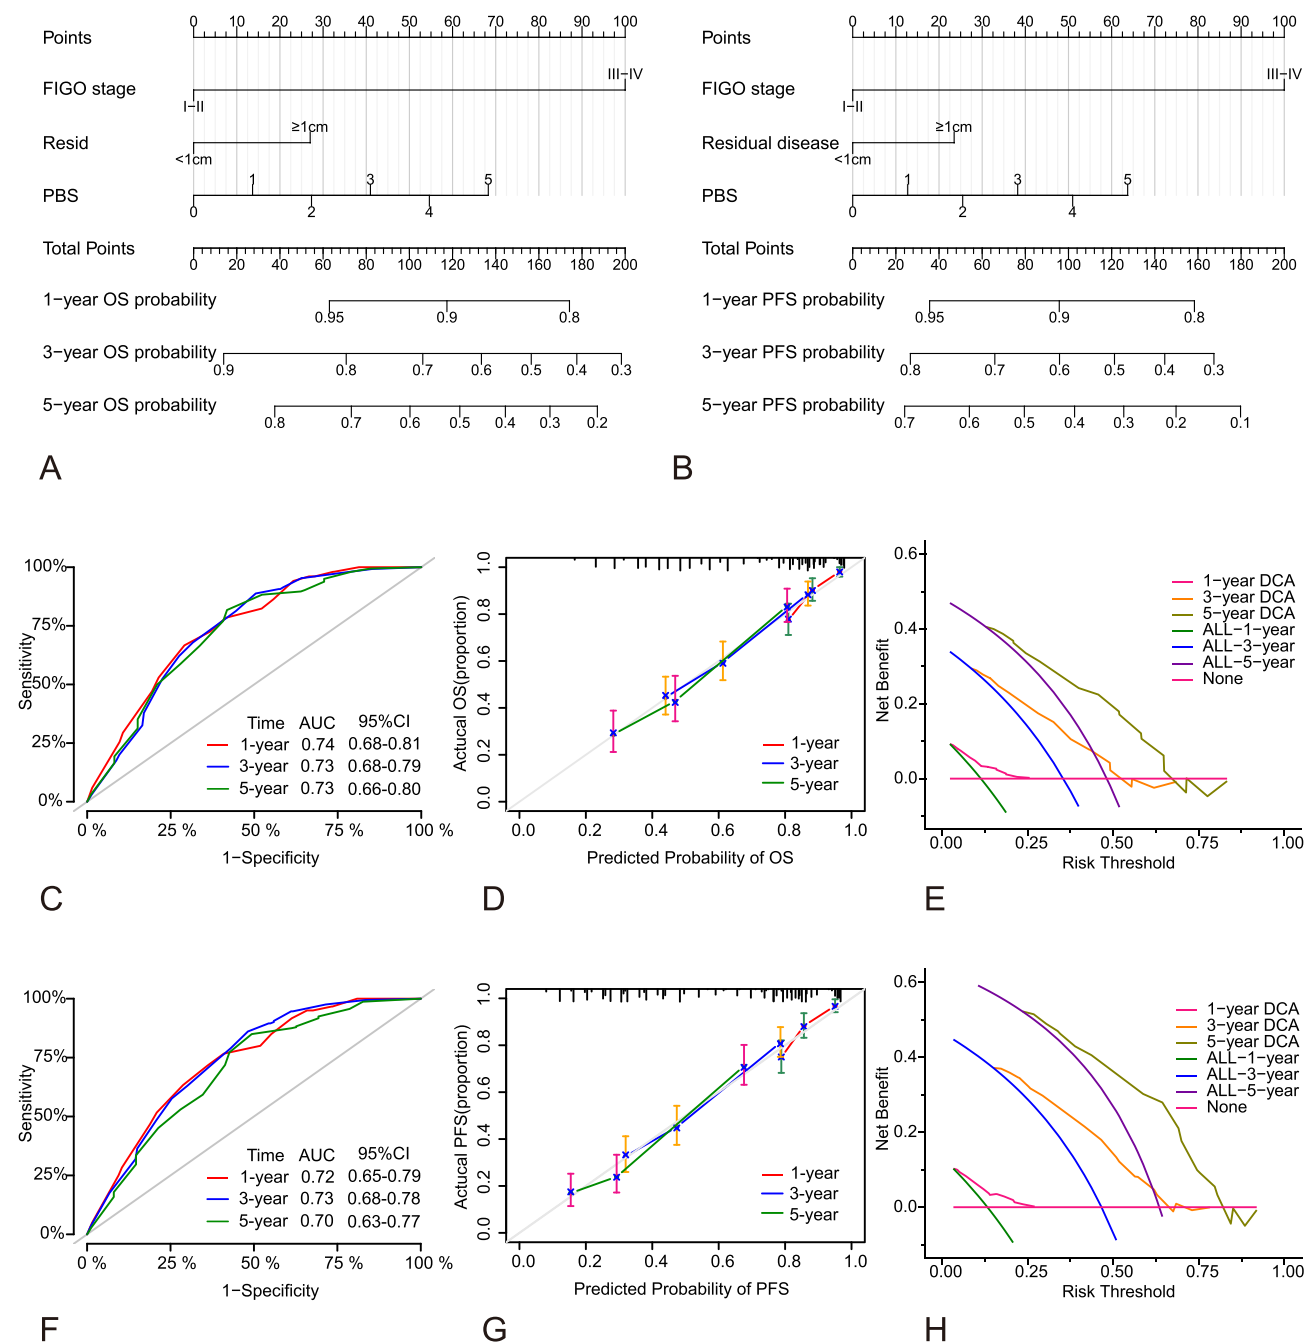 0 10 20 30 40 50 60 70 80 90 100
Points
III−IV
FIGO stage
I−II
≥1cm
Resid
<1cm
1 3 5
PBS
0 2 4
Total Points
0 20 40 60 80 100 120 140 160 180 200
1−year OS probability
0.95 0.9 0.8
3−year OS probability
0.9 0.8 0.7 0.6 0.5 0.4 0.3
5−year OS probability
0.8 0.7 0.6 0.5 0.4 0.3 0.2
A
0 10 20 30 40 50 60 70 80 90 100
Points
III−IV
FIGO stage
I−II
≥1cm
Residual disease
<1cm
1 3 5
PBS
0 2 4
Total Points
0 20 40 60 80 100 120 140 160 180 200
1−year PFS probability
0.95 0.9 0.8
3−year PFS probability
0.8 0.7 0.6 0.5 0.4 0.3
5−year PFS probability
0.7 0.6 0.5 0.4 0.3 0.2 0.1
B
100%
75%
50%
25%
0%
Sensitivity
Time AUC 95%CI
1-year 0.74 0.68-0.81
3-year 0.73 0.68-0.79
5-year 0.73 0.66-0.80
0 % 25 % 50 % 75 % 100 %
1−Specificity
C
1.0
0.8
0.6
0.4
0.2
0.0
Actucal OS(proportion)
1-year
3-year
5-year
0.0 0.2 0.4 0.6 0.8 1.0
Predicted Probability of OS
D
0.6
0.4
0.2
0.0
Net Benefit
1−year DCA
3−year DCA
5−year DCA
ALL−1−year
ALL−3−year
ALL−5−year
None
0.00 0.25 0.50 0.75 1.00
Risk Threshold
E
100%
75%
50%
25%
0%
Sensitivity
Time AUC 95%CI
1-year 0.72 0.65-0.79
3-year 0.73 0.68-0.78
5-year 0.70 0.63-0.77
0 % 25 % 50 % 75 % 100 %
1−Specificity
F
1.0
0.8
0.6
0.4
0.2
0.0
Actucal PFS(proportion)
1-year
3-year
5-year
0.0 0.2 0.4 0.6 0.8 1.0
Predicted Probability of PFS
G
0.6
0.4
0.2
0.0
Net Benefit
1−year DCA
3−year DCA
5−year DCA
ALL−1−year
ALL−3−year
ALL−5−year
None
0.00 0.25 0.50 0.75 1.00
Risk Threshold
H